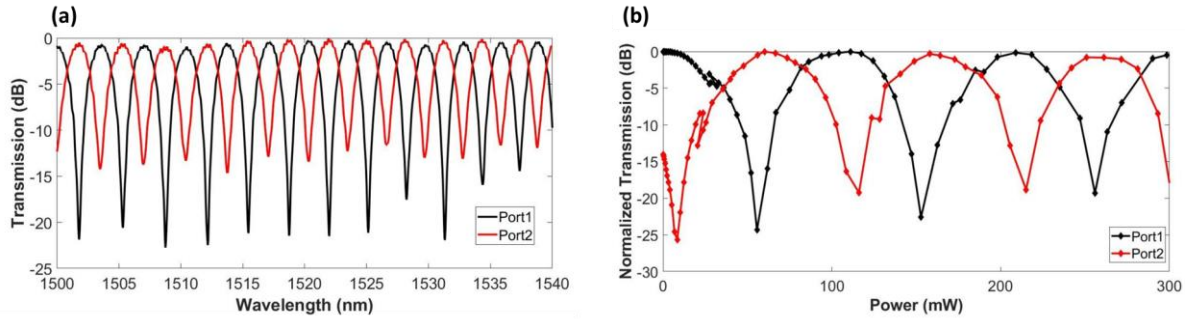 (a)
Transmission (dB)
0
-5
-10
-15
-20
-25
1500
1505
1510
1515
1520
1525
1530
1535
1540
Wavelength (nm)
Port1
Port2
(b)
Normalized Transmission (dB)
0
-5
-10
-15
-20
-25
-30
0
100
200
300
Power (mW)
Port1
Port2